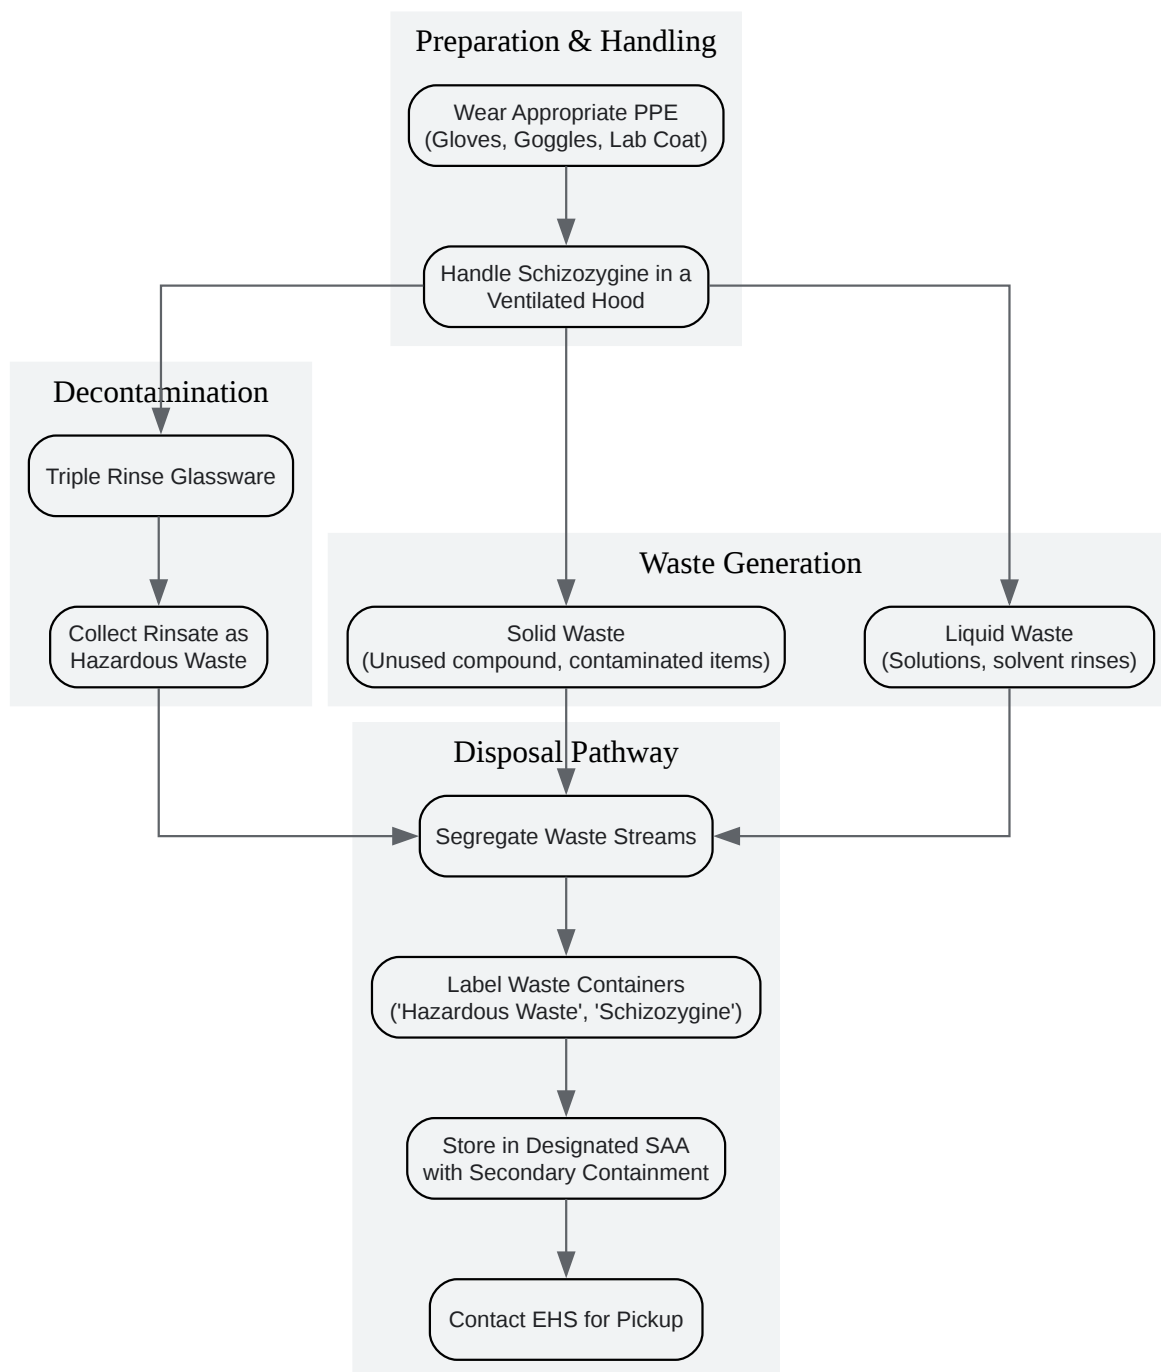 Preparation & Handling
Wear Appropriate PPE
(Gloves, Goggles, Lab Coat)
Handle Schizozygine in a
Ventilated Hood
Decontamination
Triple Rinse Glassware
Collect Rinsate as
Hazardous Waste
Waste Generation
Solid Waste
(Unused compound, contaminated items)
Liquid Waste
(Solutions, solvent rinses)
Disposal Pathway
Segregate Waste Streams
Label Waste Containers
('Hazardous Waste', 'Schizozygine')
Store in Designated SAA
with Secondary Containment
Contact EHS for Pickup